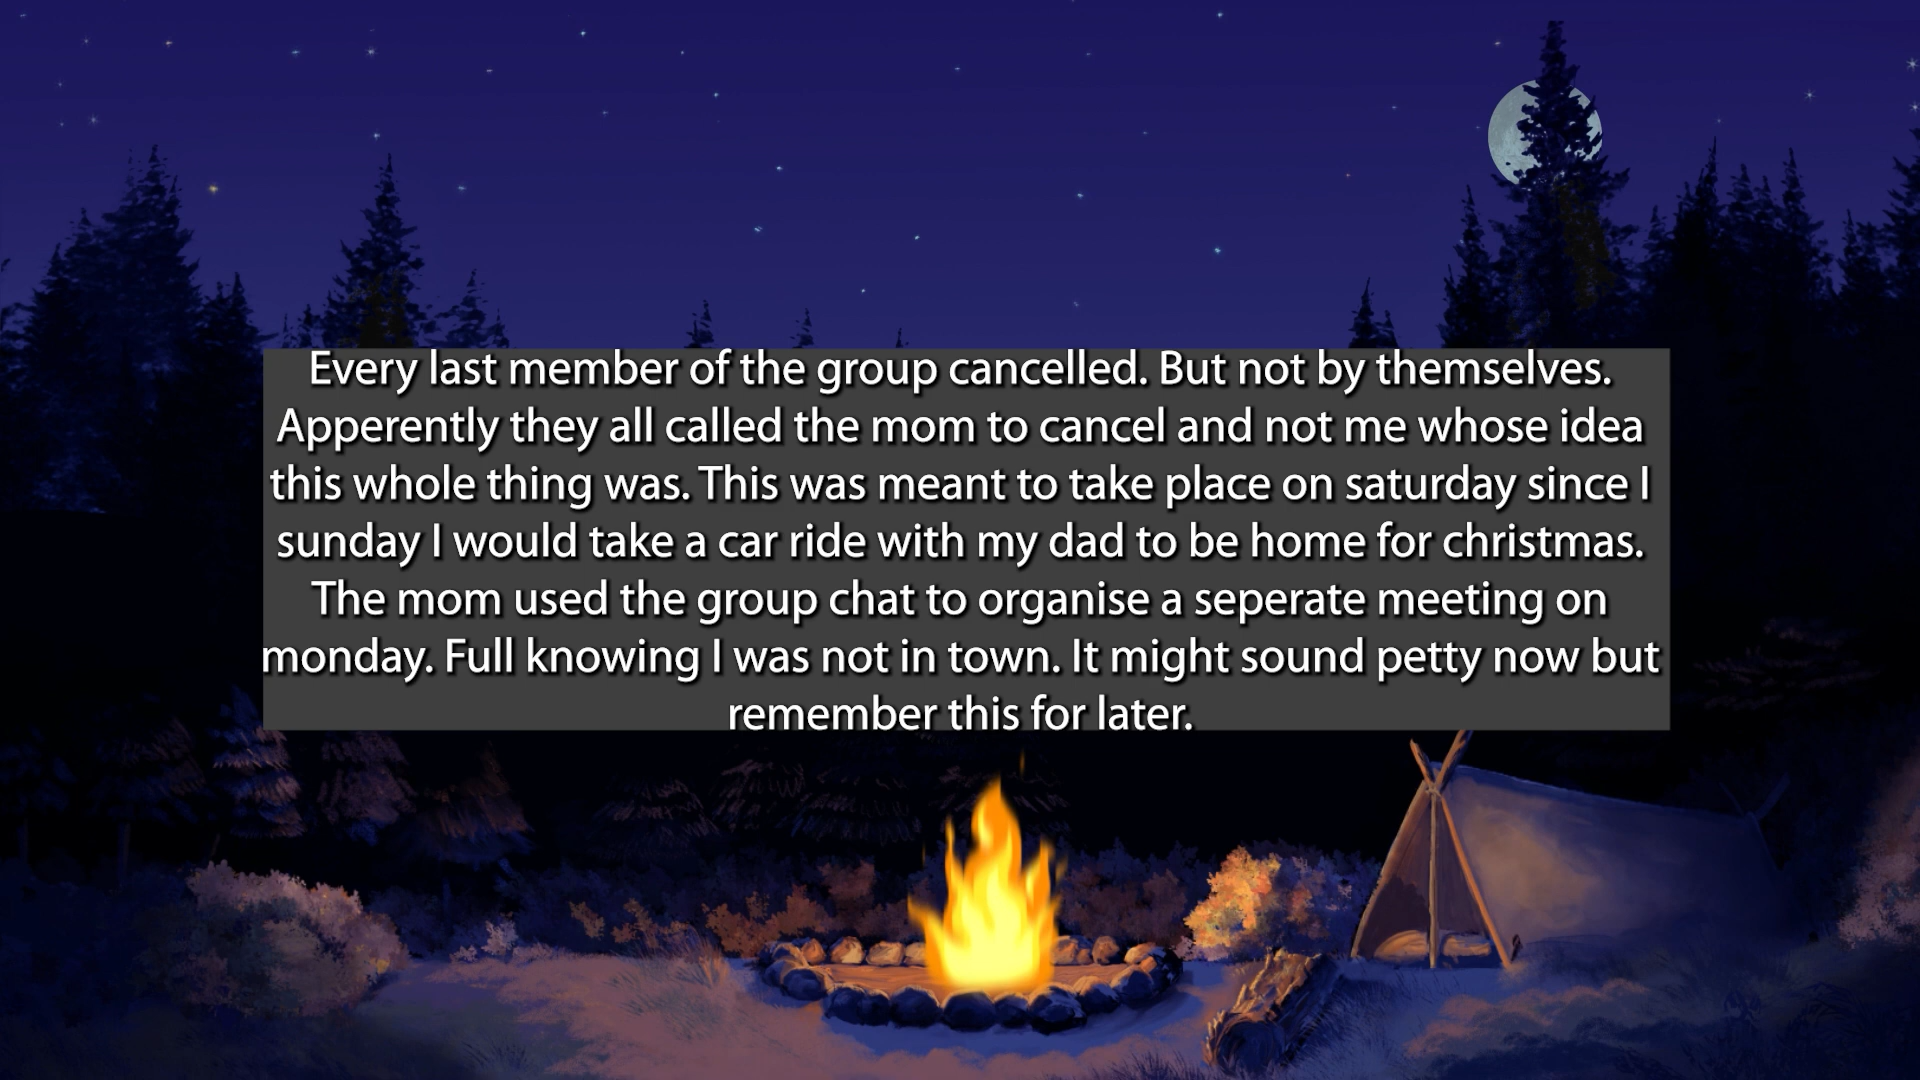 Every last member of the group cancelled. But not by themselves.
Apperently they all called the mom to cancel and not me whose idea
this whole thing was. This was meant to take place on saturday since I
sunday I would take a car ride with my dad to be home for christmas.
The mom used the group chat to organise a seperate meeting on
monday. Full knowing I was not in town. It might sound petty now but
remember this for later.